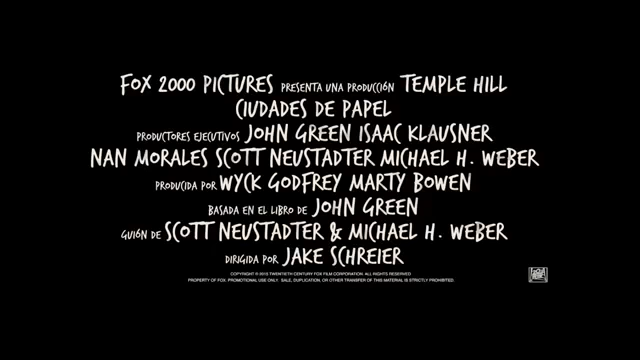 FOX 2000 PICTURES PRESENTA UNA PRODUCCIÓN TEMPLE HILL
CIUDADES DE PAPEL
PRODUCTORES EJECUTIVOS JOHN GREEN ISAAC KLAUSNER
NAN MORALES SCOTT NEUSTADTER MICHAEL H. WEBER
PRODUCIDA POR WYCK GODFREY MARTY BOWEN
BASADA EN EL LIBRO DE JOHN GREEN
GUIÓN DE SCOTT NEUSTADTER & MICHAEL H. WEBER
DIRIGIDA POR JAKE SCHREIER
COPYRIGHT © 2015 TWENTIETH CENTURY FOX FILM CORPORATION. ALL RIGHTS RESERVED
PROPERTY OF FOX. PROMOTIONAL USE ONLY. SALE, DUPLICATION, OR OTHER TRANSFER OF THIS MATERIAL IS STRICTLY PROHIBITED.